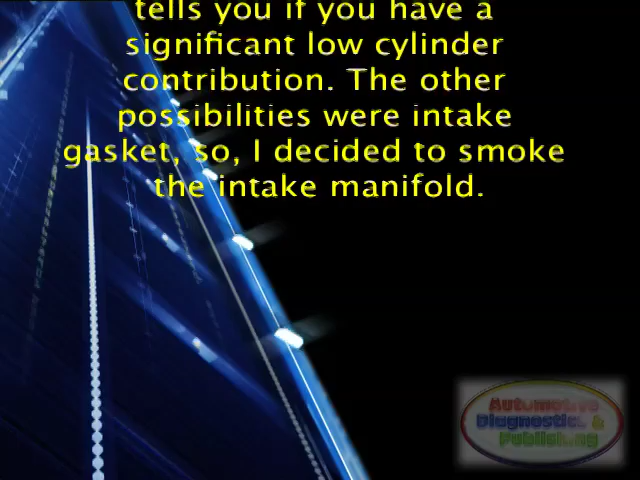 tells you if you have a
significant low cylinder
contribution. The other
possibilities were intake
gasket, so, I decided to smoke
the intake manifold.
Automotive
Diagnostics &
Publishing